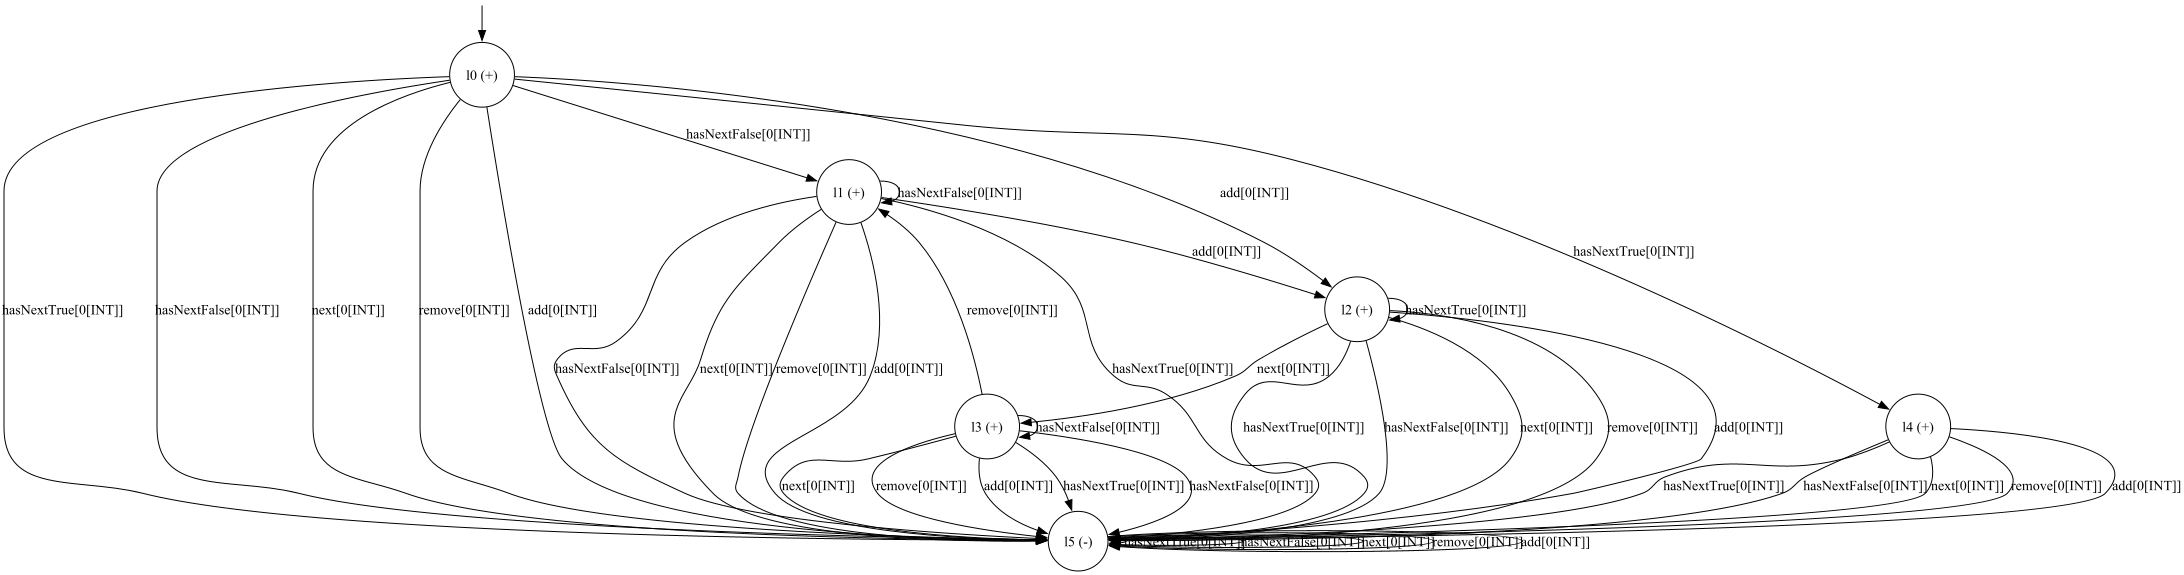 l0 (+)
hasNextFalse[0[INT]]
l1 (+)
hasNextFalse[0[INT]]
add[0[INT]]
add[0[INT]]
hasNextTrue[0[INT]]
hasNextTrue[0[INT]]
hasNextFalse[0[INT]]
next[0[INT]]
remove[0[INT]]
add[0[INT]]
remove[0[INT]]
l2 (+)
hasNextTrue[0[INT]]
hasNextFalse[0[INT]]
next[0[INT]]
remove[0[INT]]
add[0[INT]]
hasNextTrue[0[INT]]
next[0[INT]]
l3 (+)
hasNextFalse[0[INT]]
hasNextTrue[0[INT]]
hasNextFalse[0[INT]]
next[0[INT]]
remove[0[INT]]
add[0[INT]]
l4 (+)
next[0[INT]]
remove[0[INT]]
add[0[INT]]
hasNextTrue[0[INT]]
hasNextFalse[0[INT]]
hasNextTrue[0[INT]]
hasNextFalse[0[INT]]
next[0[INT]]
remove[0[INT]]
add[0[INT]]
l5 (-)
hasNextTrue[0[INT]]
hasNextFalse[0[INT]]
next[0[INT]]
remove[0[INT]]
add[0[INT]]